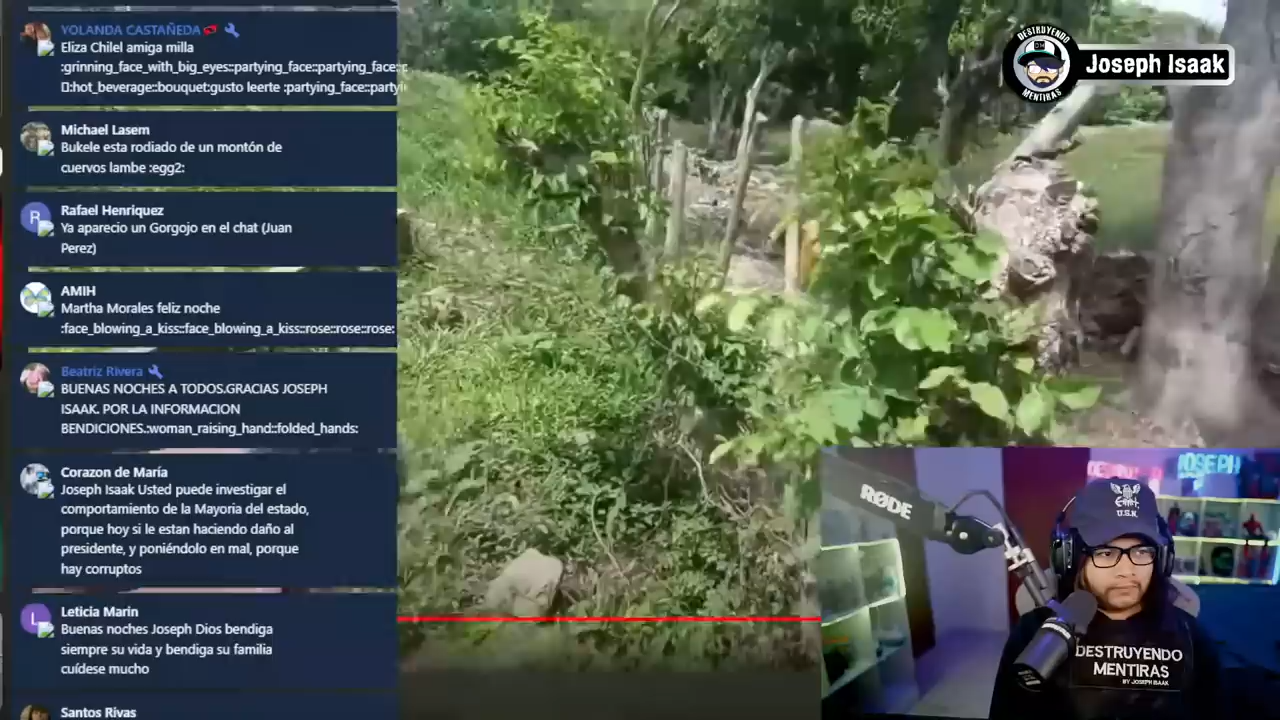 YOLANDA CASTAÑEDA
Eliza Chilel amiga milla
:grinning_face_with_big_eyes::partying_face::partying_face:
:hot_beverage::bouquet:gusto leerte :partying_face::partyi
Michael Lasem
Bukele esta rodiado de un montón de
cuervos lambe :egg2:
R
Rafael Henriquez
Ya aparecio un Gorgojo en el chat (Juan
Perez)
AMIH
Martha Morales feliz noche
:face_blowing_a_kiss::face_blowing_a_kiss::rose::rose::rose:
Beatriz Rivera
BUENAS NOCHES A TODOS.GRACIAS JOSEPH
ISAAK. POR LA INFORMACION
BENDICIONES.:woman_raising_hand::folded_hands:
Corazon de María
Joseph Isaak Usted puede investigar el
comportamiento de la Mayoria del estado,
porque hoy si le estan haciendo daño al
presidente, y poniéndolo en mal, porque
hay corruptos
L
Leticia Marin
Buenas noches Joseph Dios bendiga
siempre su vida y bendiga su familia
cuídese mucho
Santos Rivas
DESTRUYENDO
DM
MENTIRAS
Joseph Isaak
RØDE
JOSEPH
U.S.K.
DESTRUYENDO
MENTIRAS
BY JOSEPH ISAAK